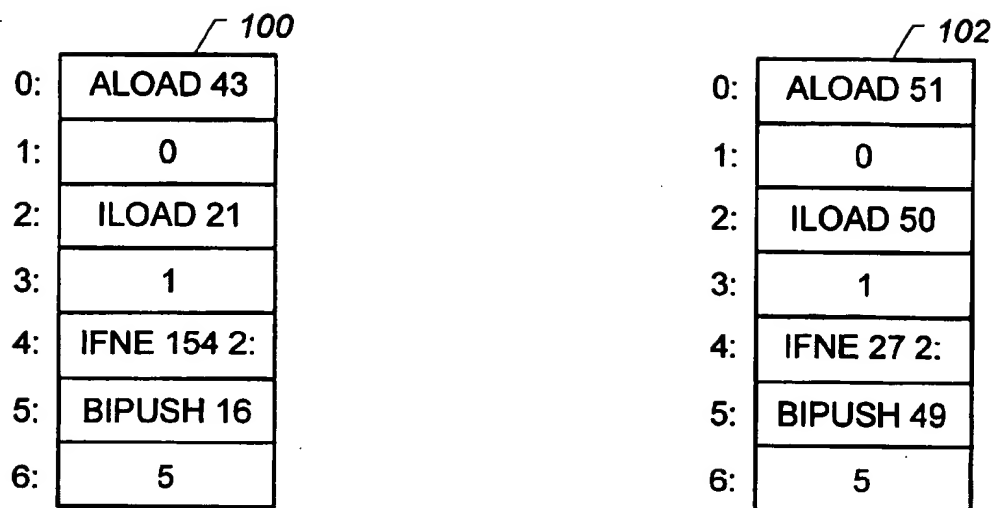 100
0: ALOAD 43
1: 0
2: ILOAD 21
3: 1
4: IFNE 154 2:
5: BIPUSH 16
6: 5
102
0: ALOAD 51
1: 0
2: ILOAD 50
3: 1
4: IFNE 27 2:
5: BIPUSH 49
6: 5